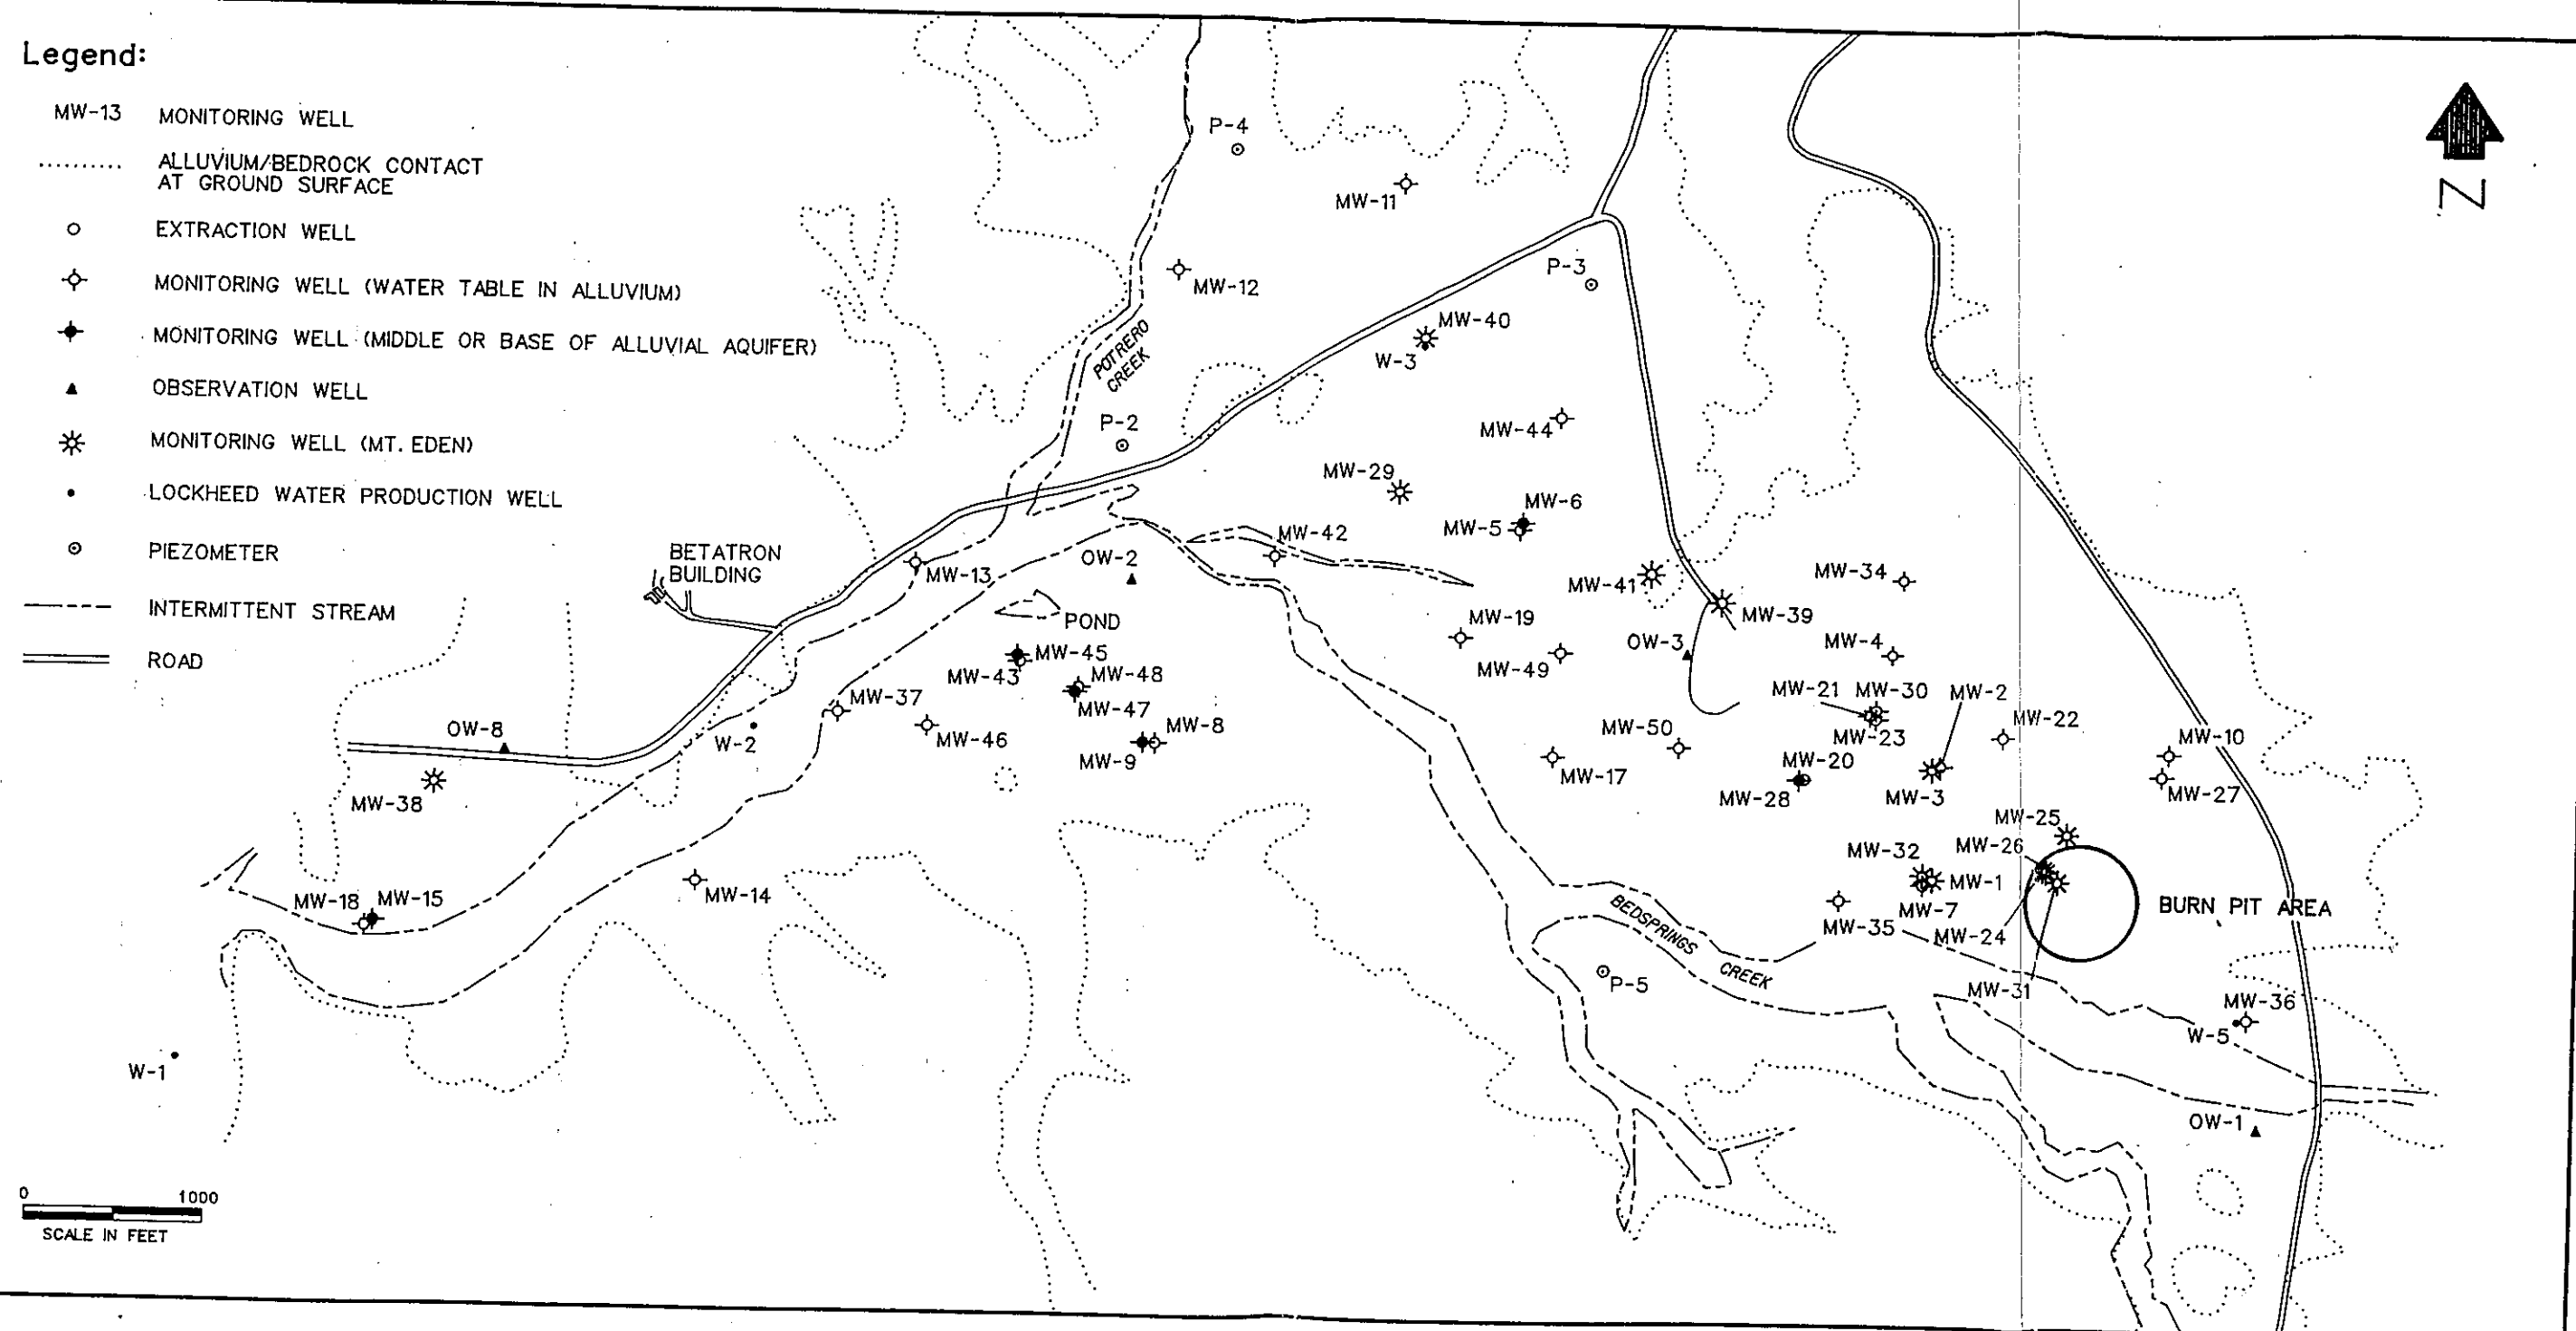 Legend:
MW-13 MONITORING WELL
ALLUVIUM/BEDROCK CONTACT
AT GROUND SURFACE
EXTRACTION WELL
MONITORING WELL (WATER TABLE IN ALLUVIUM)
MONITORING WELL (MIDDLE OR BASE OF ALLUVIAL AQUIFER)
OBSERVATION WELL
MONITORING WELL (MT. EDEN)
LOCKHEED WATER PRODUCTION WELL
PIEZOMETER
INTERMITTENT STREAM
ROAD
N
P-4
MW-11
MW-12
P-3
MW-40
W-3
POTRERO
CREEK
P-2
MW-44
MW-29
MW-6
MW-5
MW-42
BETATRON
BUILDING
MW-13
OW-2
MW-41
MW-34
POND
MW-19
MW-39
OW-3
MW-4
MW-45
MW-43
MW-49
MW-48
MW-47
MW-21
MW-30
MW-2
MW-37
MW-46
MW-8
MW-9
MW-50
MW-23
MW-22
MW-10
OW-8
W-2
MW-17
MW-20
MW-28
MW-3
MW-27
MW-38
MW-25
MW-26
MW-32
MW-1
MW-7
MW-18
MW-15
MW-14
MW-35
MW-24
BURN PIT AREA
BEDSPRINGS
CREEK
P-5
MW-31
MW-36
W-5
W-1
OW-1
0 1000
SCALE IN FEET